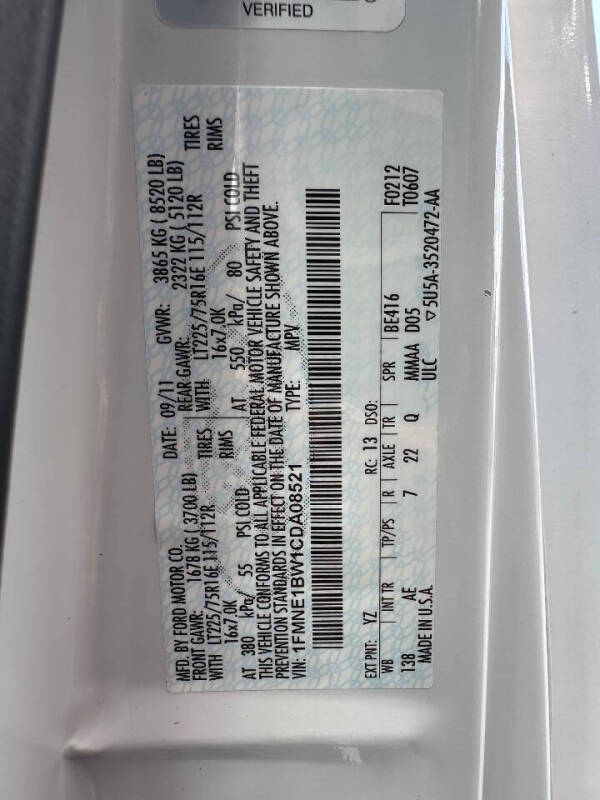 VERIFIED
MFD. BY FORD MOTOR CO.
DATE: 09/11 GVWR: 3865 KG ( 8520 LB)
FRONT GAWR: 1678 KG ( 3700 LB) REAR GAWR: 2322 KG ( 5120 LB)
WITH LT225/75R16E 115/112R TIRES WITH: LT225/75R16E 115/112R TIRES
16x7.0K RIMS 16x7.0K RIMS
AT 380 kPa/ 55 PSI COLD AT 550 kPa/ 80 PSI COLD
THIS VEHICLE CONFORMS TO ALL APPLICABLE FEDERAL MOTOR VEHICLE SAFETY AND THEFT
PREVENTION STANDARDS IN EFFECT ON THE DATE OF MANUFACTURE SHOWN ABOVE.
VIN: 1FMNE1BW1CDA08521 TYPE: MPV
EXT PNT: YZ RC: 13 DSO:
WB INT TR TP/PS R AXLE TR SPR BE416 F0212
138 AE 7 22 Q MMAA D05 T0607
MADE IN U.S.A. ULC ▽5U5A-3520472-AA